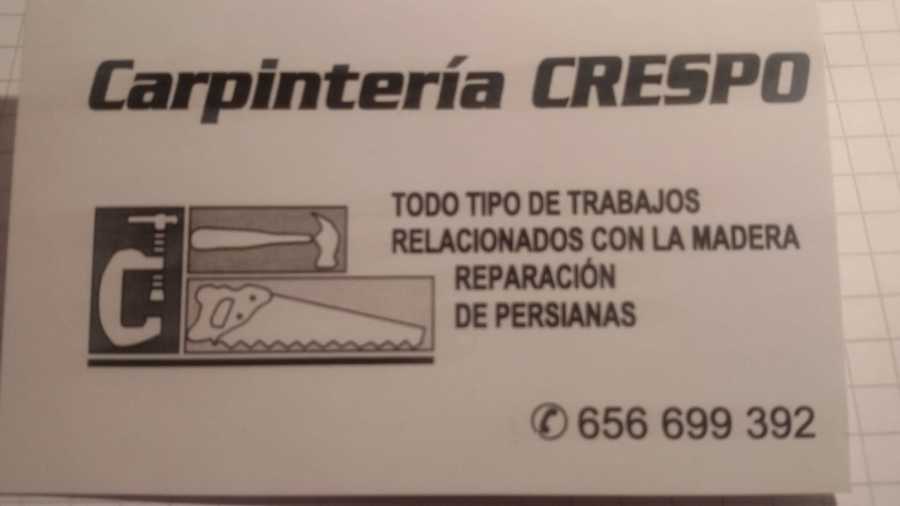 Carpintería CRESPO
TODO TIPO DE TRABAJOS
RELACIONADOS CON LA MADERA
REPARACIÓN
DE PERSIANAS
✆ 656 699 392